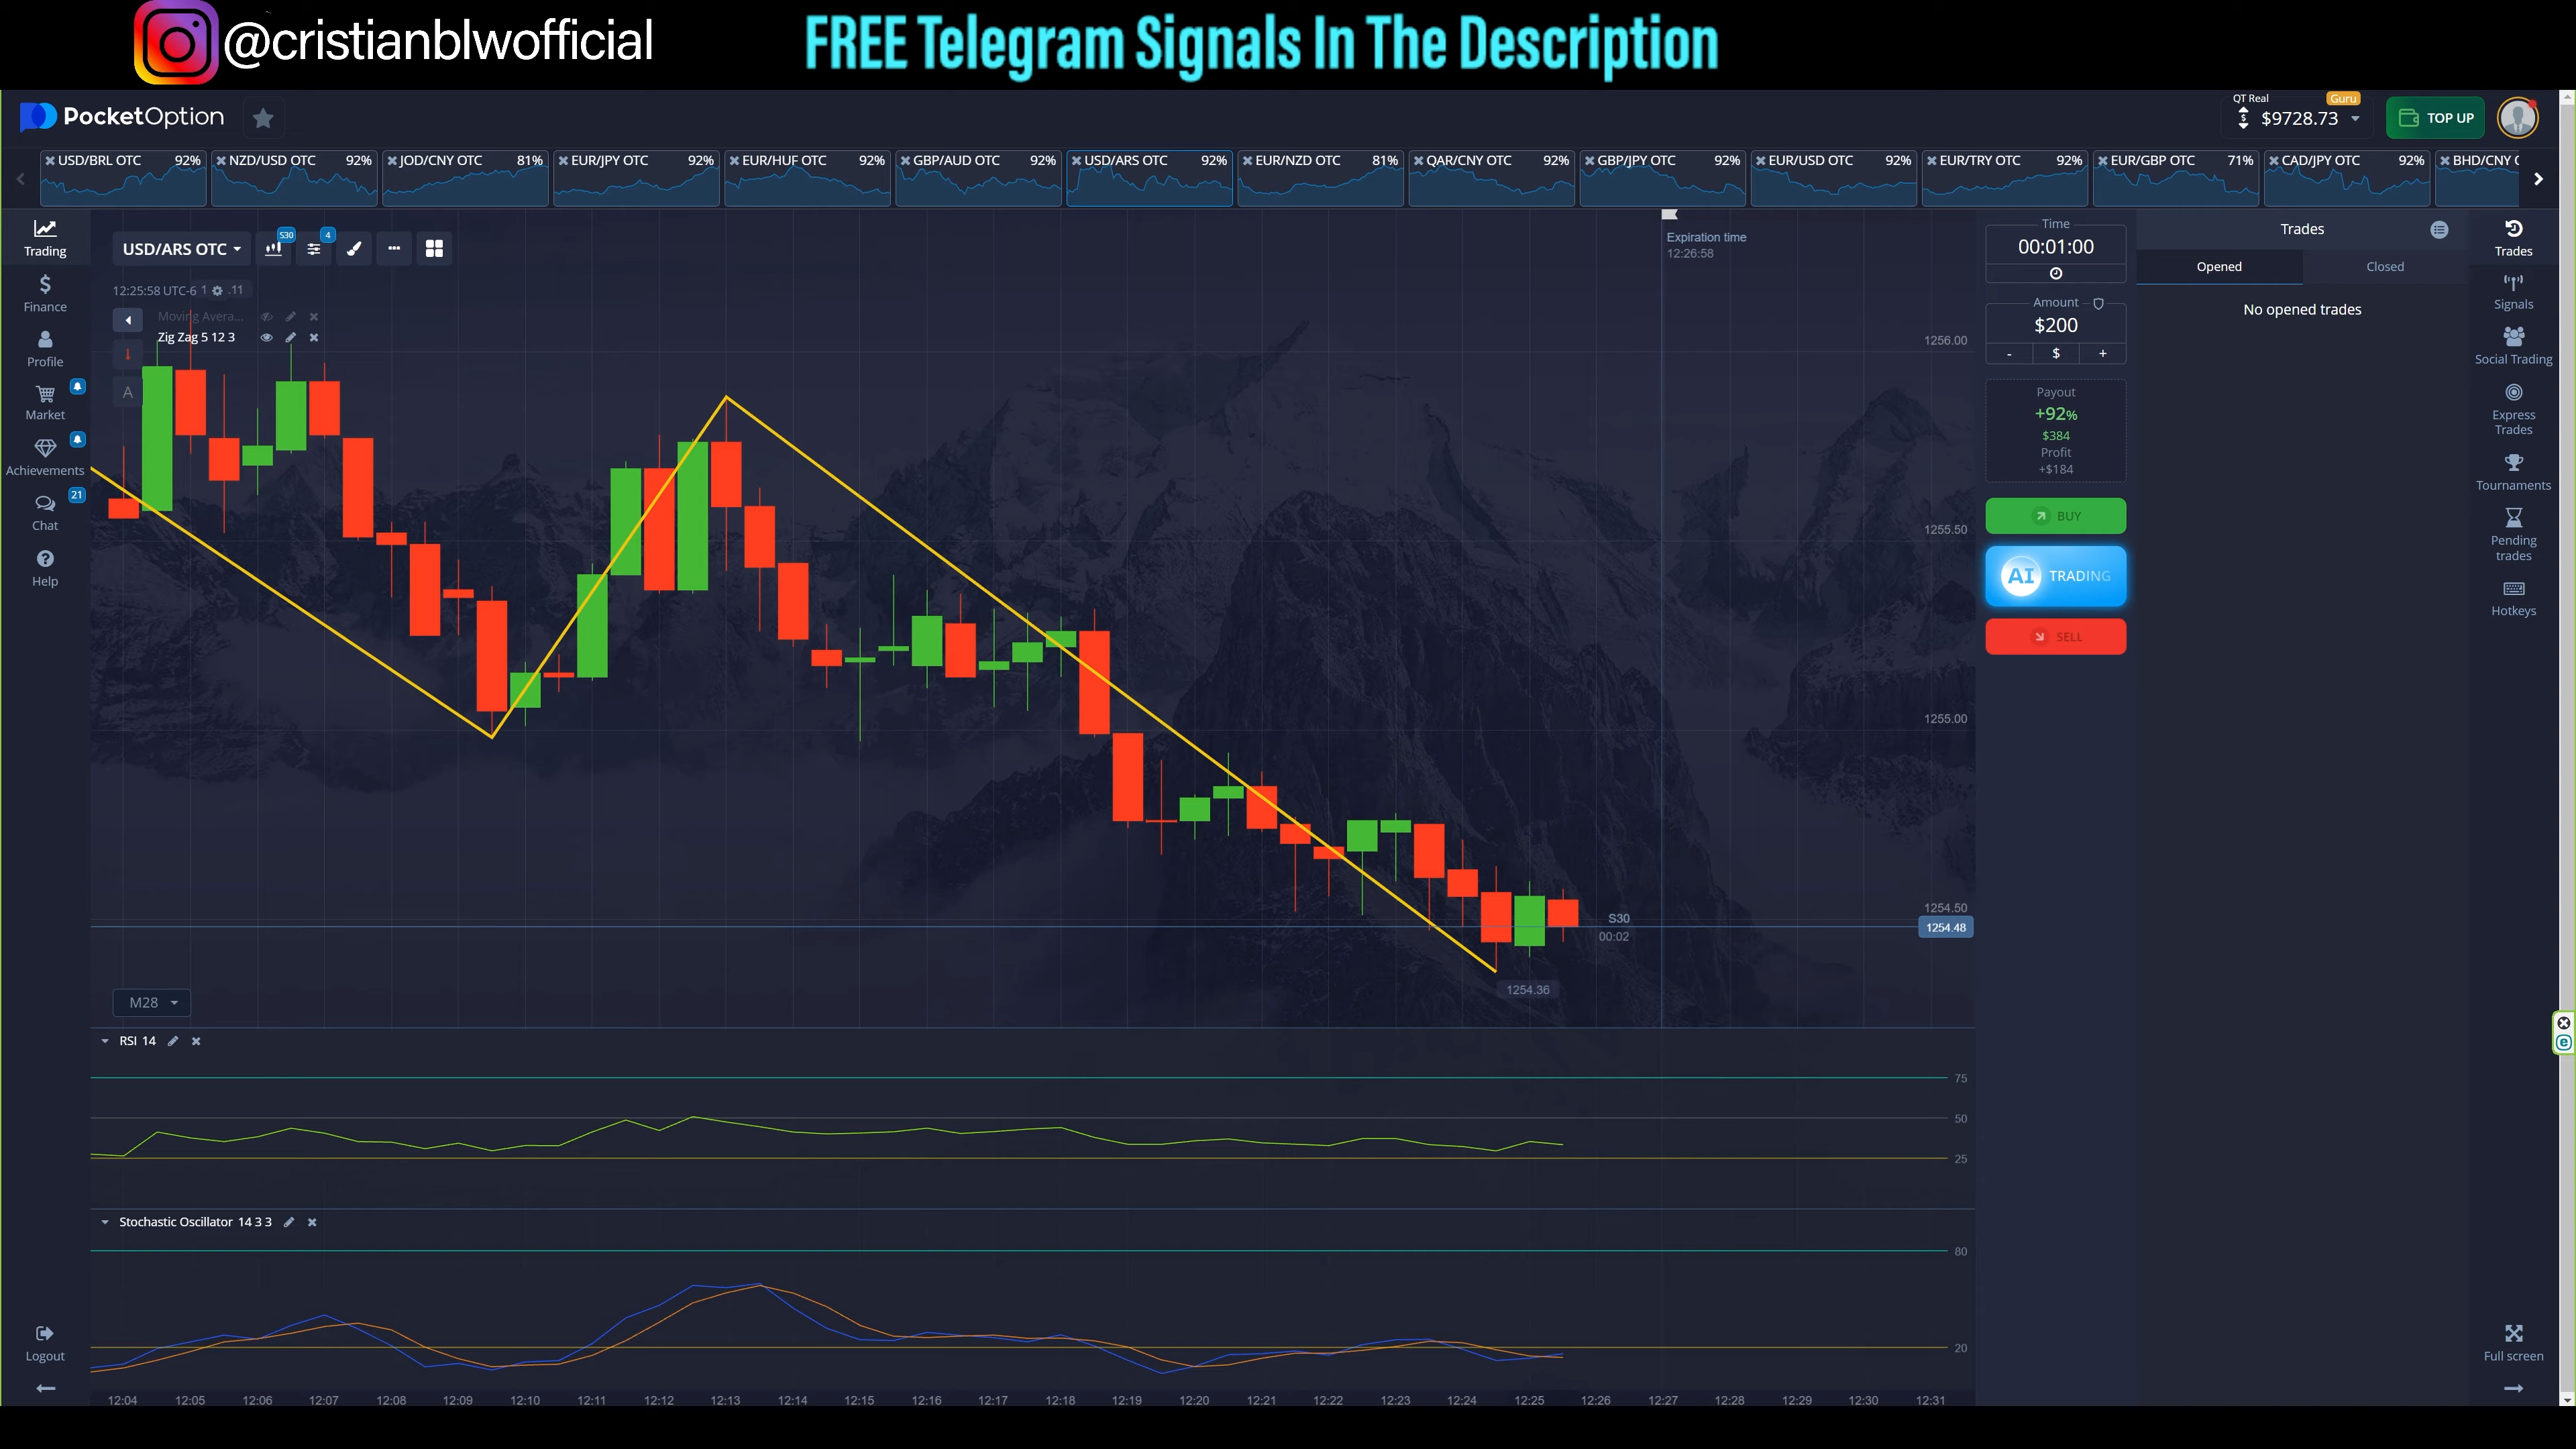 @cristianblwofficial
FREE Telegram Signals In The Description
PocketOption
QT Real
Guru
$9728.73
TOP UP
USD/BRL OTC 92%
NZD/USD OTC 92%
JOD/CNY OTC 81%
EUR/JPY OTC 92%
EUR/HUF OTC 92%
GBP/AUD OTC 92%
USD/ARS OTC 92%
EUR/NZD OTC 81%
QAR/CNY OTC 92%
GBP/JPY OTC 92%
EUR/USD OTC 92%
EUR/TRY OTC 92%
EUR/GBP OTC 71%
CAD/JPY OTC 92%
BHD/CNY
Trading
Finance
Profile
Market
Achievements
21
Chat
Help
Logout
USD/ARS OTC
S30
4
12:25:58 UTC-6 1 .11
Moving Avera...
Zig Zag 5 12 3
A
Expiration time
12:26:58
1256.00
1255.50
1255.00
1254.50
1254.48
S30
00:02
1254.36
M28
RSI 14
75
50
25
Stochastic Oscillator 14 3 3
80
20
12:04 12:05 12:06 12:07 12:08 12:09 12:10 12:11 12:12 12:13 12:14 12:15 12:16 12:17 12:18 12:19 12:20 12:21 12:22 12:23 12:24 12:25 12:26 12:27 12:28 12:29 12:30 12:31
Time
00:01:00
Amount
$200
- $ +
Payout
+92%
$384
Profit
+$184
BUY
AI TRADING
SELL
Trades
Opened Closed
No opened trades
Trades
Signals
Social Trading
Express
Trades
Tournaments
Pending
trades
Hotkeys
Full screen